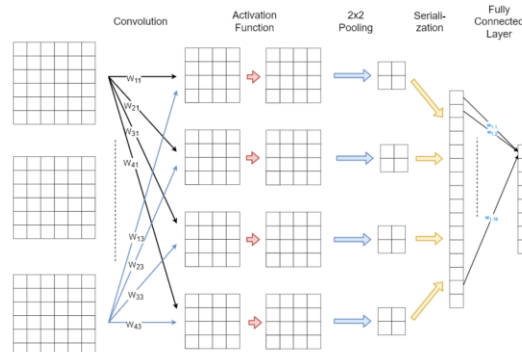 Convolution
Activation
Function
2x2
Pooling
Seriali-
zation
Fully
Connected
Layer
W11
W21
W31
W41
W13
W23
W33
W43